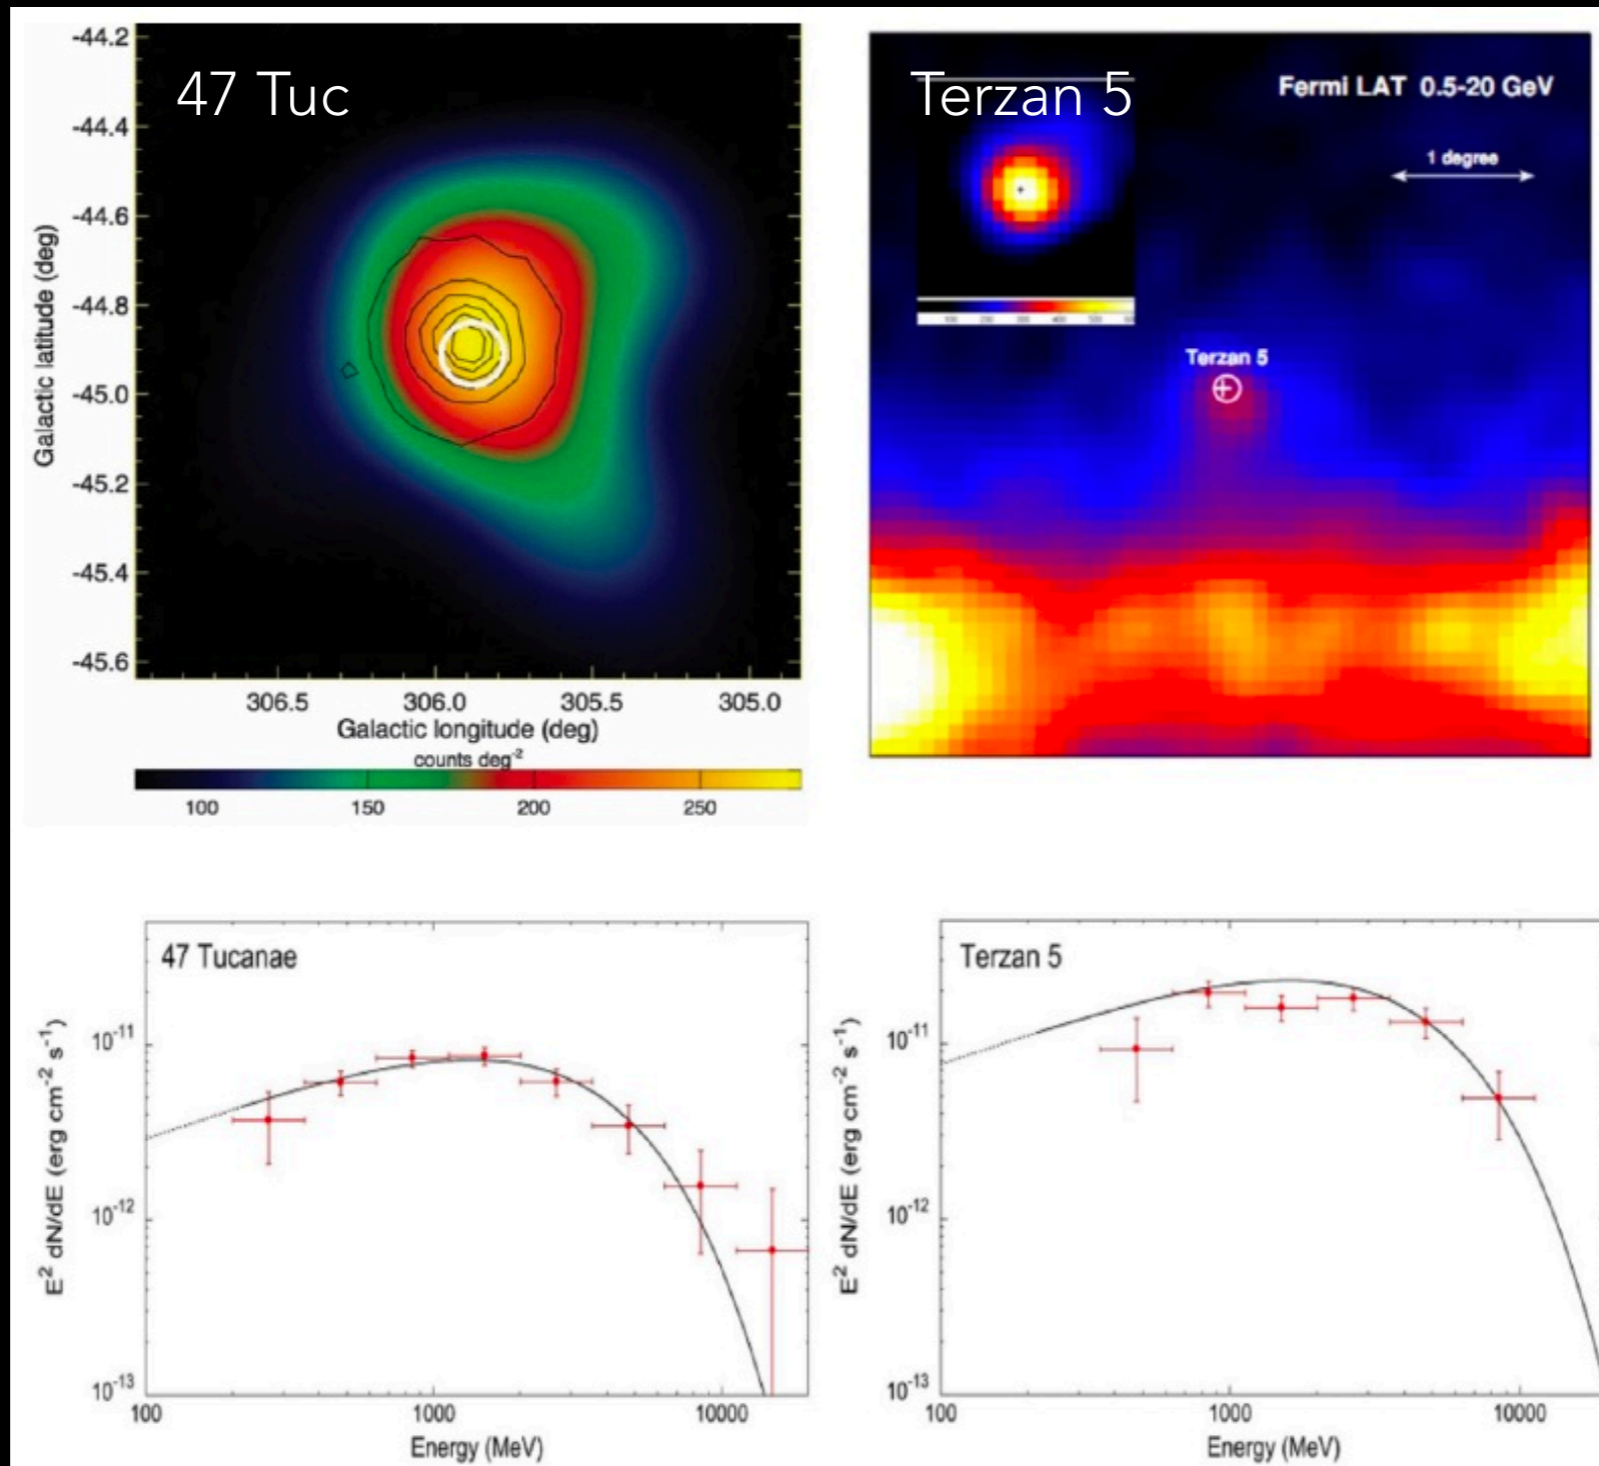 47 Tuc
-44.2
-44.4
-44.6
-44.8
-45.0
-45.2
-45.4
-45.6
Galactic latitude (deg)
306.5 306.0 305.5 305.0
Galactic longitude (deg)
counts deg⁻²
100 150 200 250
Terzan 5
Fermi LAT 0.5-20 GeV
1 degree
Terzan 5
47 Tucanae
E² dN/dE (erg cm⁻² s⁻¹)
10⁻¹¹
10⁻¹²
10⁻¹³
100 1000 10000
Energy (MeV)
Terzan 5
E² dN/dE (erg cm⁻² s⁻¹)
10⁻¹¹
10⁻¹²
10⁻¹³
100 1000 10000
Energy (MeV)